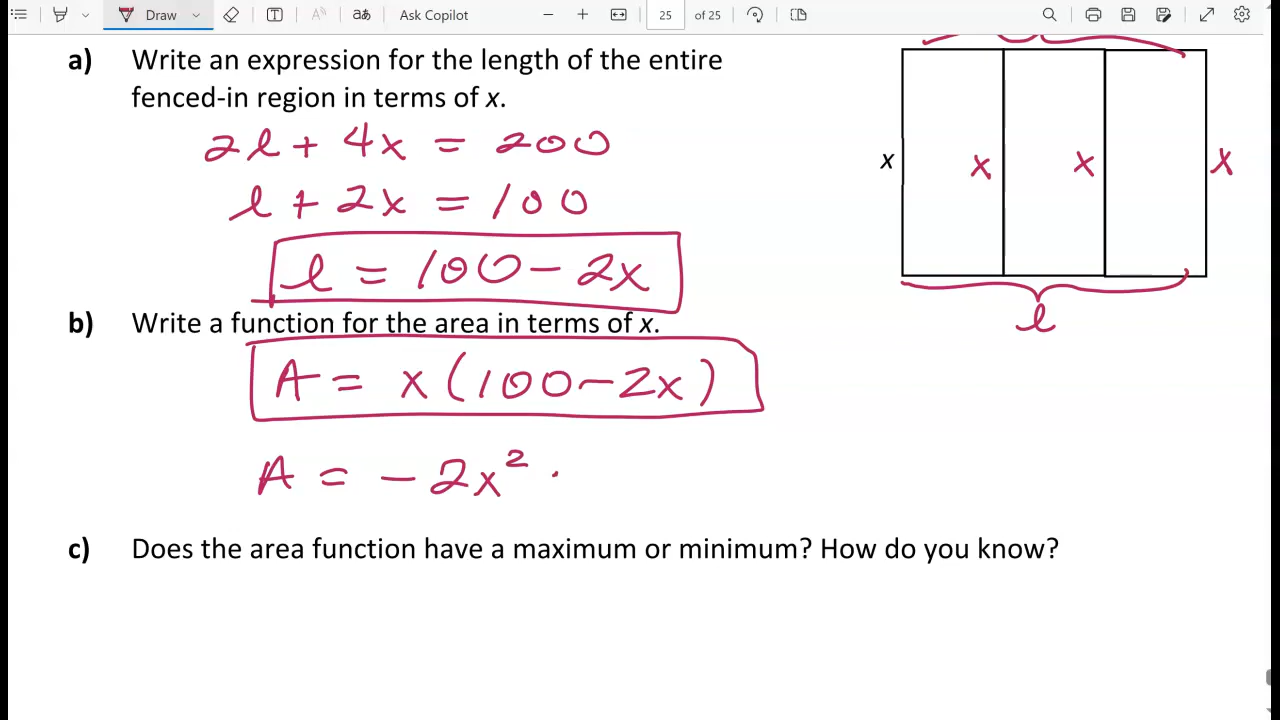 Draw aあ Ask Copilot 25 of 25
a) Write an expression for the length of the entire
fenced-in region in terms of x.
2l + 4x = 200
l + 2x = 100
l = 100 - 2x
x x x x
l
b) Write a function for the area in terms of x.
A = x(100-2x)
A = -2x²
c) Does the area function have a maximum or minimum? How do you know?